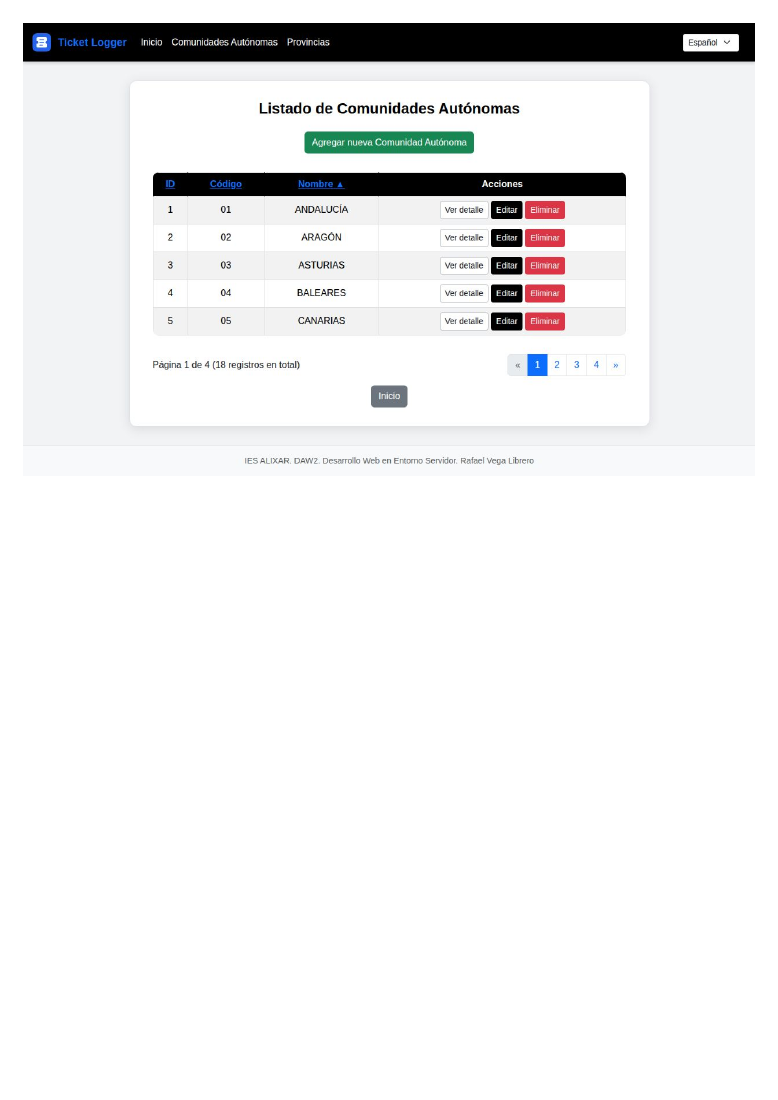 Ticket Logger Inicio Comunidades Autónomas Provincias Español
Listado de Comunidades Autónomas
Agregar nueva Comunidad Autónoma
ID Código Nombre ▲ Acciones
1 01 ANDALUCÍA Ver detalle Editar Eliminar
2 02 ARAGÓN Ver detalle Editar Eliminar
3 03 ASTURIAS Ver detalle Editar Eliminar
4 04 BALEARES Ver detalle Editar Eliminar
5 05 CANARIAS Ver detalle Editar Eliminar
Página 1 de 4 (18 registros en total) « 1 2 3 4 »
Inicio
IES ALIXAR. DAW2. Desarrollo Web en Entorno Servidor. Rafael Vega Librero